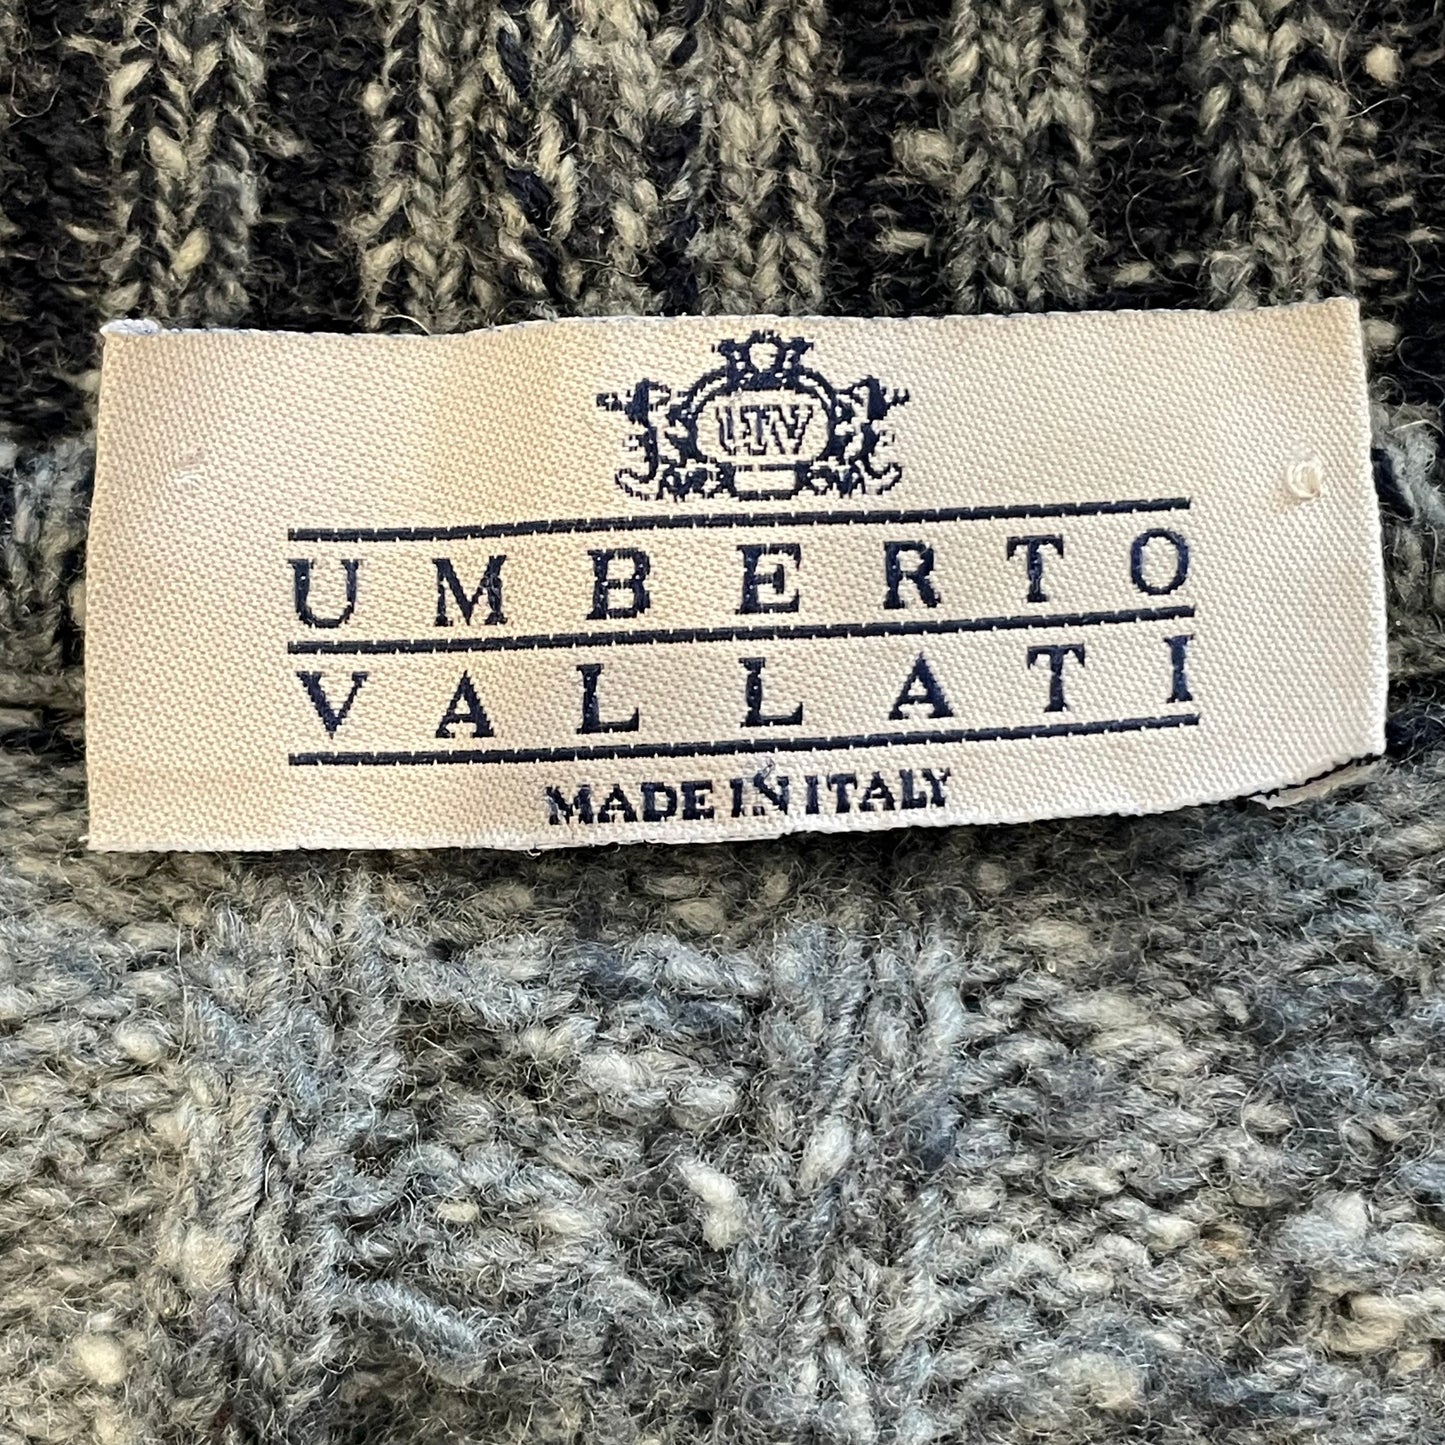 UV
UMBERTO
VALLATI
MADE IN ITALY